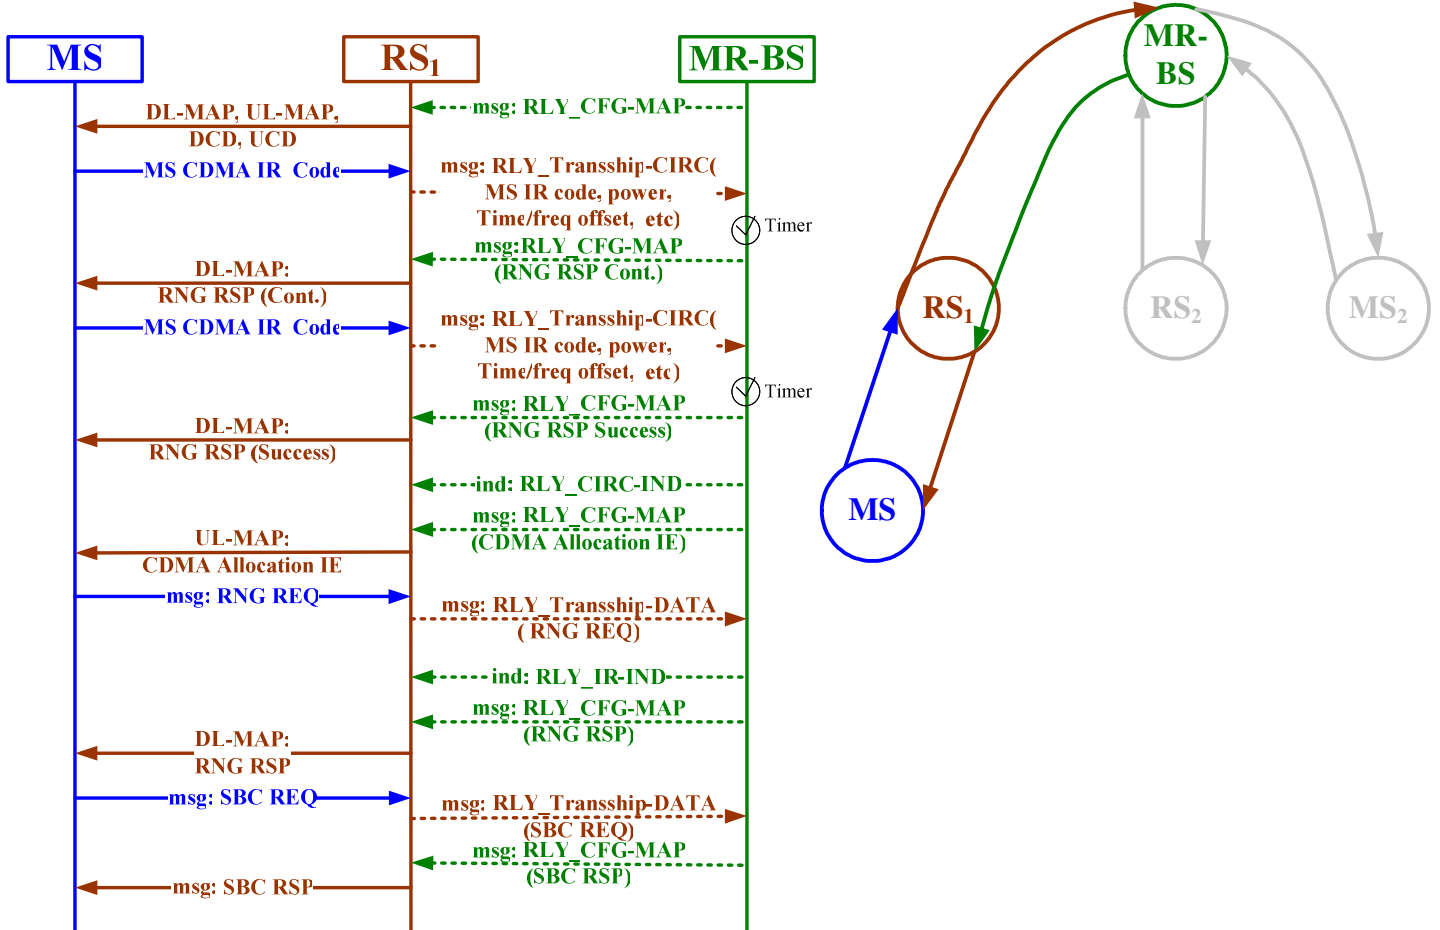 MS
RS1
MR-BS
msg: RLY_CFG-MAP
DL-MAP, UL-MAP,
DCD, UCD
MS CDMA IR Code
msg: RLY_Transship-CIRC(
MS IR code, power,
Time/freq offset, etc)
Timer
msg:RLY_CFG-MAP
(RNG RSP Cont.)
DL-MAP:
RNG RSP (Cont.)
MS CDMA IR Code
msg: RLY_Transship-CIRC(
MS IR code, power,
Time/freq offset, etc)
Timer
msg: RLY_CFG-MAP
(RNG RSP Success)
DL-MAP:
RNG RSP (Success)
ind: RLY_CIRC-IND
msg: RLY_CFG-MAP
(CDMA Allocation IE)
UL-MAP:
CDMA Allocation IE
msg: RNG REQ
msg: RLY_Transship-DATA
( RNG REQ)
ind: RLY_IR-IND
msg: RLY_CFG-MAP
(RNG RSP)
DL-MAP:
RNG RSP
msg: SBC REQ
msg: RLY_Transship-DATA
(SBC REQ)
msg: RLY_CFG-MAP
(SBC RSP)
msg: SBC RSP
MR-
BS
RS1
RS2
MS2
MS